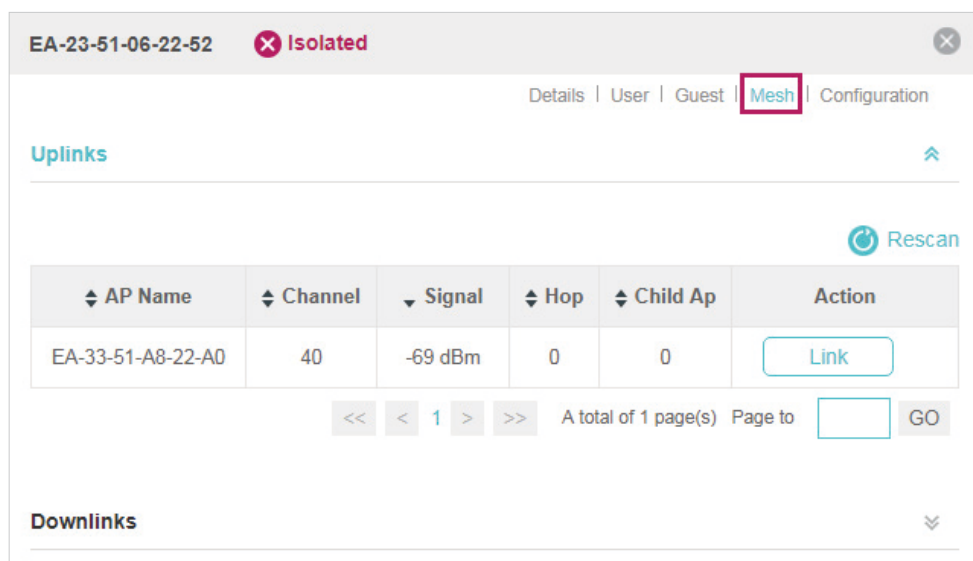 EA-23-51-06-22-52 Isolated
Details | User | Guest | Mesh | Configuration
Uplinks
Rescan
AP Name Channel Signal Hop Child Ap Action
EA-33-51-A8-22-A0 40 -69 dBm 0 0 Link
<< < 1 > >> A total of 1 page(s) Page to GO
Downlinks